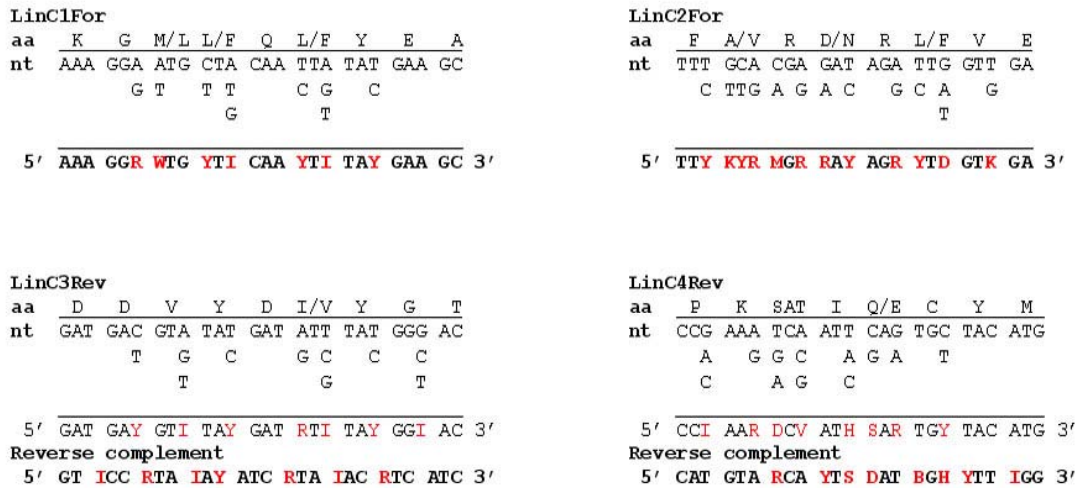 LinC1For
aa K G M/L L/F Q L/F Y E A
nt AAA GGA ATG CTA CAA TTA TAT GAA GC
G T T T C G C
G T
5′ AAA GGR WTG YTI CAA YTI TAY GAA GC 3′
LinC2For
aa F A/V R D/N R L/F V E
nt TTT GCA CGA GAT AGA TTG GTT GA
C TTG A G A C G C A G
T
5′ TTY KYR MGR RAY AGR YTD GTK GA 3′
LinC3Rev
aa D D V Y D I/V Y G T
nt GAT GAC GTA TAT GAT ATT TAT GGG AC
T G C G C C C
T G T
5′ GAT GAY GTI TAY GAT RTI TAY GGI AC 3′
Reverse complement
5′ GT ICC RTA IAY ATC RTA IAC RTC ATC 3′
LinC4Rev
aa P K SAT I Q/E C Y M
nt CCG AAA TCA ATT CAG TGC TAC ATG
A G G C A G A T
C A G C
5′ CCI AAR DCV ATH SAR TGY TAC ATG 3′
Reverse complement
5′ CAT GTA RCA YTS DAT BGH YTT IGG 3′